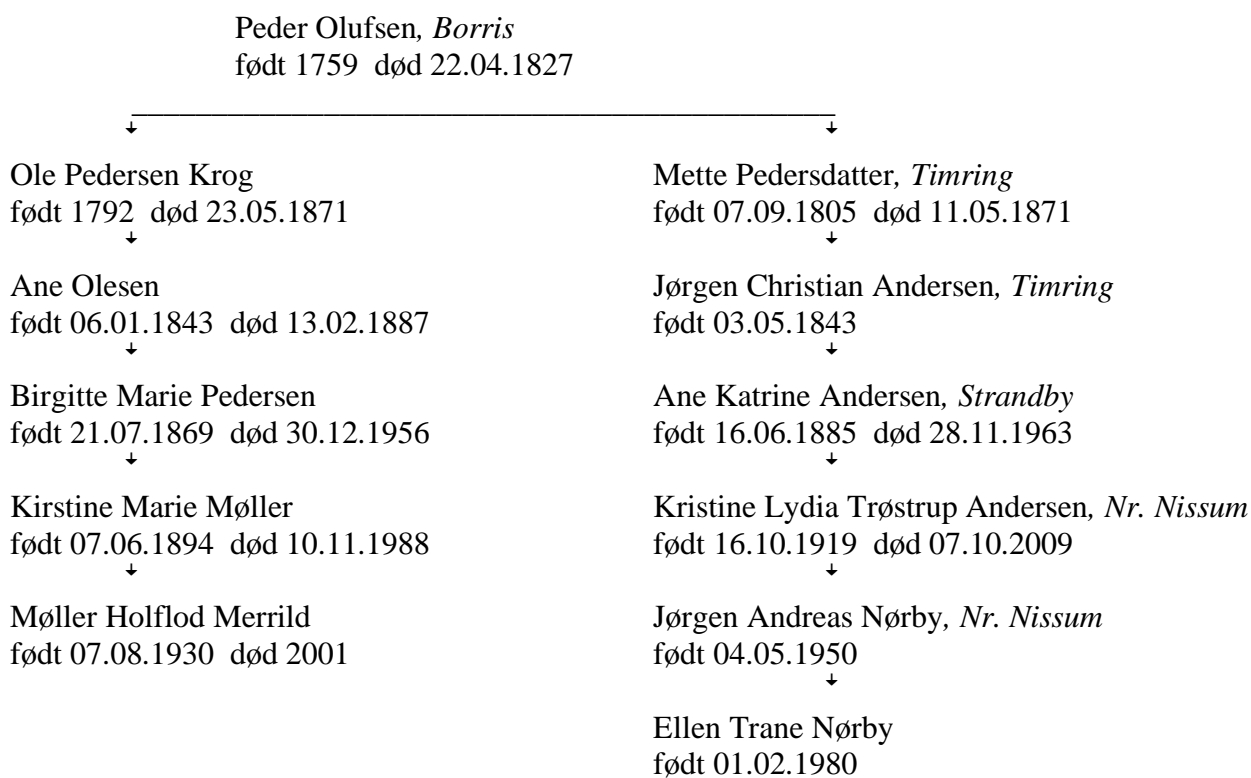 Peder Olufsen, Borris
født 1759 død 22.04.1827
Ole Pedersen Krog
født 1792 død 23.05.1871
Ane Olesen
født 06.01.1843 død 13.02.1887
Birgitte Marie Pedersen
født 21.07.1869 død 30.12.1956
Kirstine Marie Møller
født 07.06.1894 død 10.11.1988
Møller Holflod Merrild
født 07.08.1930 død 2001
Mette Pedersdatter, Timring
født 07.09.1805 død 11.05.1871
Jørgen Christian Andersen, Timring
født 03.05.1843
Ane Katrine Andersen, Strandby
født 16.06.1885 død 28.11.1963
Kristine Lydia Trøstrup Andersen, Nr. Nissum
født 16.10.1919 død 07.10.2009
Jørgen Andreas Nørby, Nr. Nissum
født 04.05.1950
Ellen Trane Nørby
født 01.02.1980